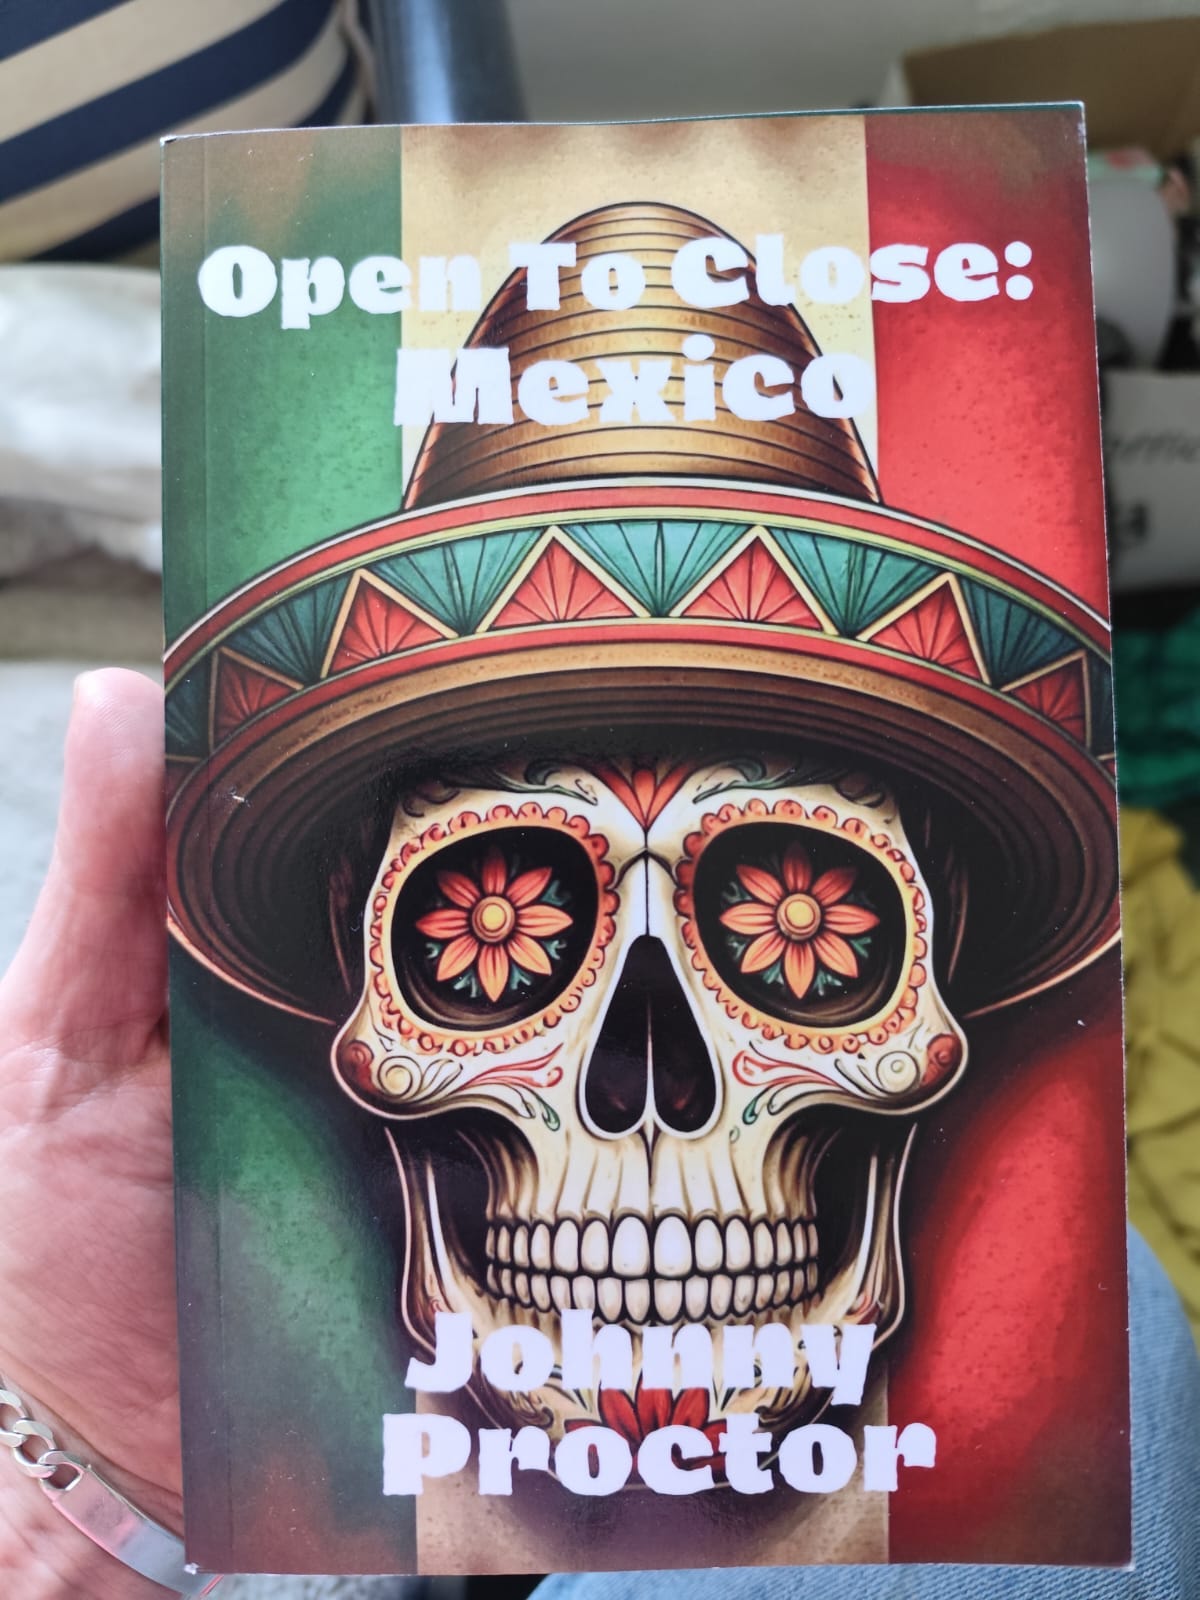 Open To Close:
Mexico
Johnny
Proctor